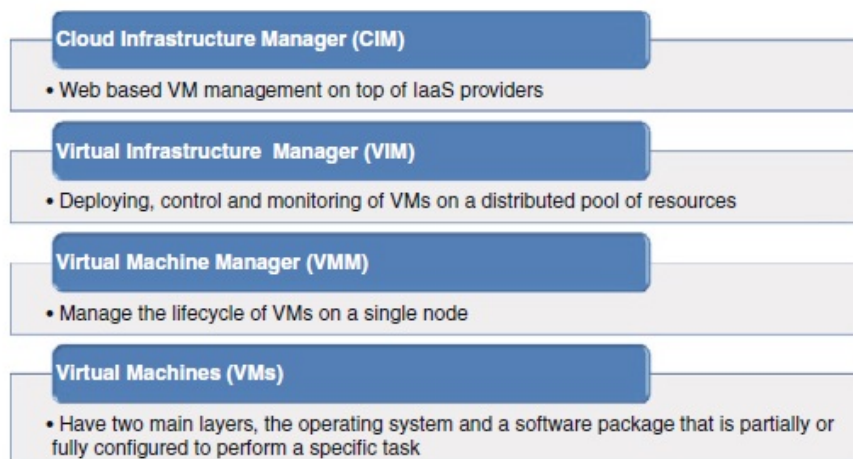 Cloud Infrastructure Manager (CIM)
• Web based VM management on top of IaaS providers
Virtual Infrastructure Manager (VIM)
• Deploying, control and monitoring of VMs on a distributed pool of resources
Virtual Machine Manager (VMM)
• Manage the lifecycle of VMs on a single node
Virtual Machines (VMs)
• Have two main layers, the operating system and a software package that is partially or
fully configured to perform a specific task